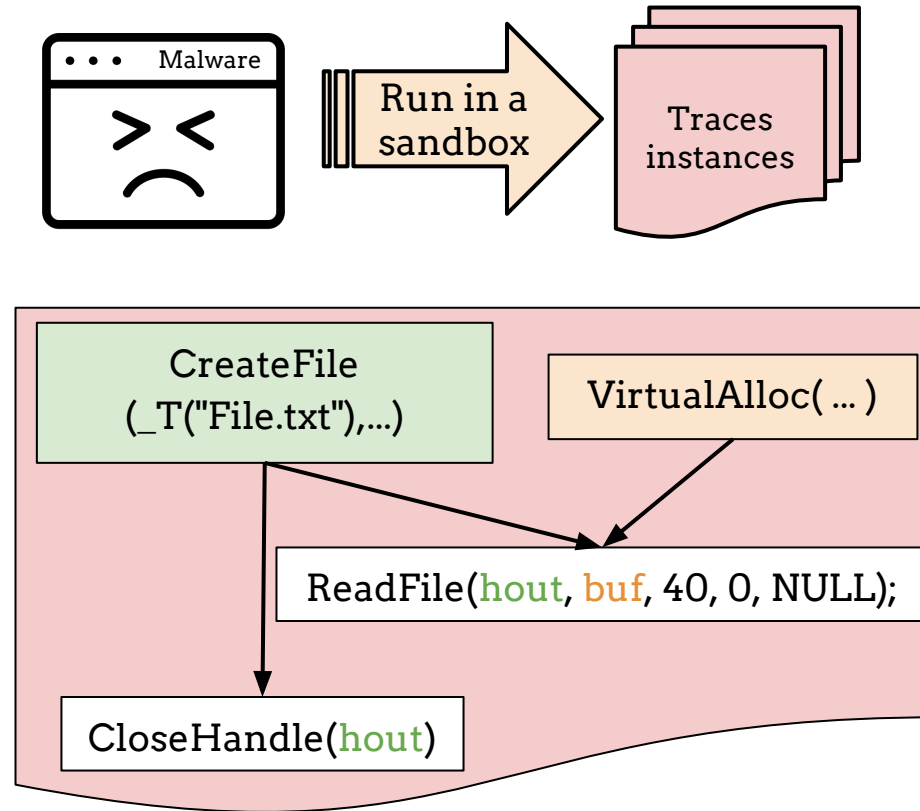 Malware
Run in a
sandbox
Traces
instances
CreateFile
(_T("File.txt"),...)
VirtualAlloc( ... )
ReadFile(hout, buf, 40, 0, NULL);
CloseHandle(hout)